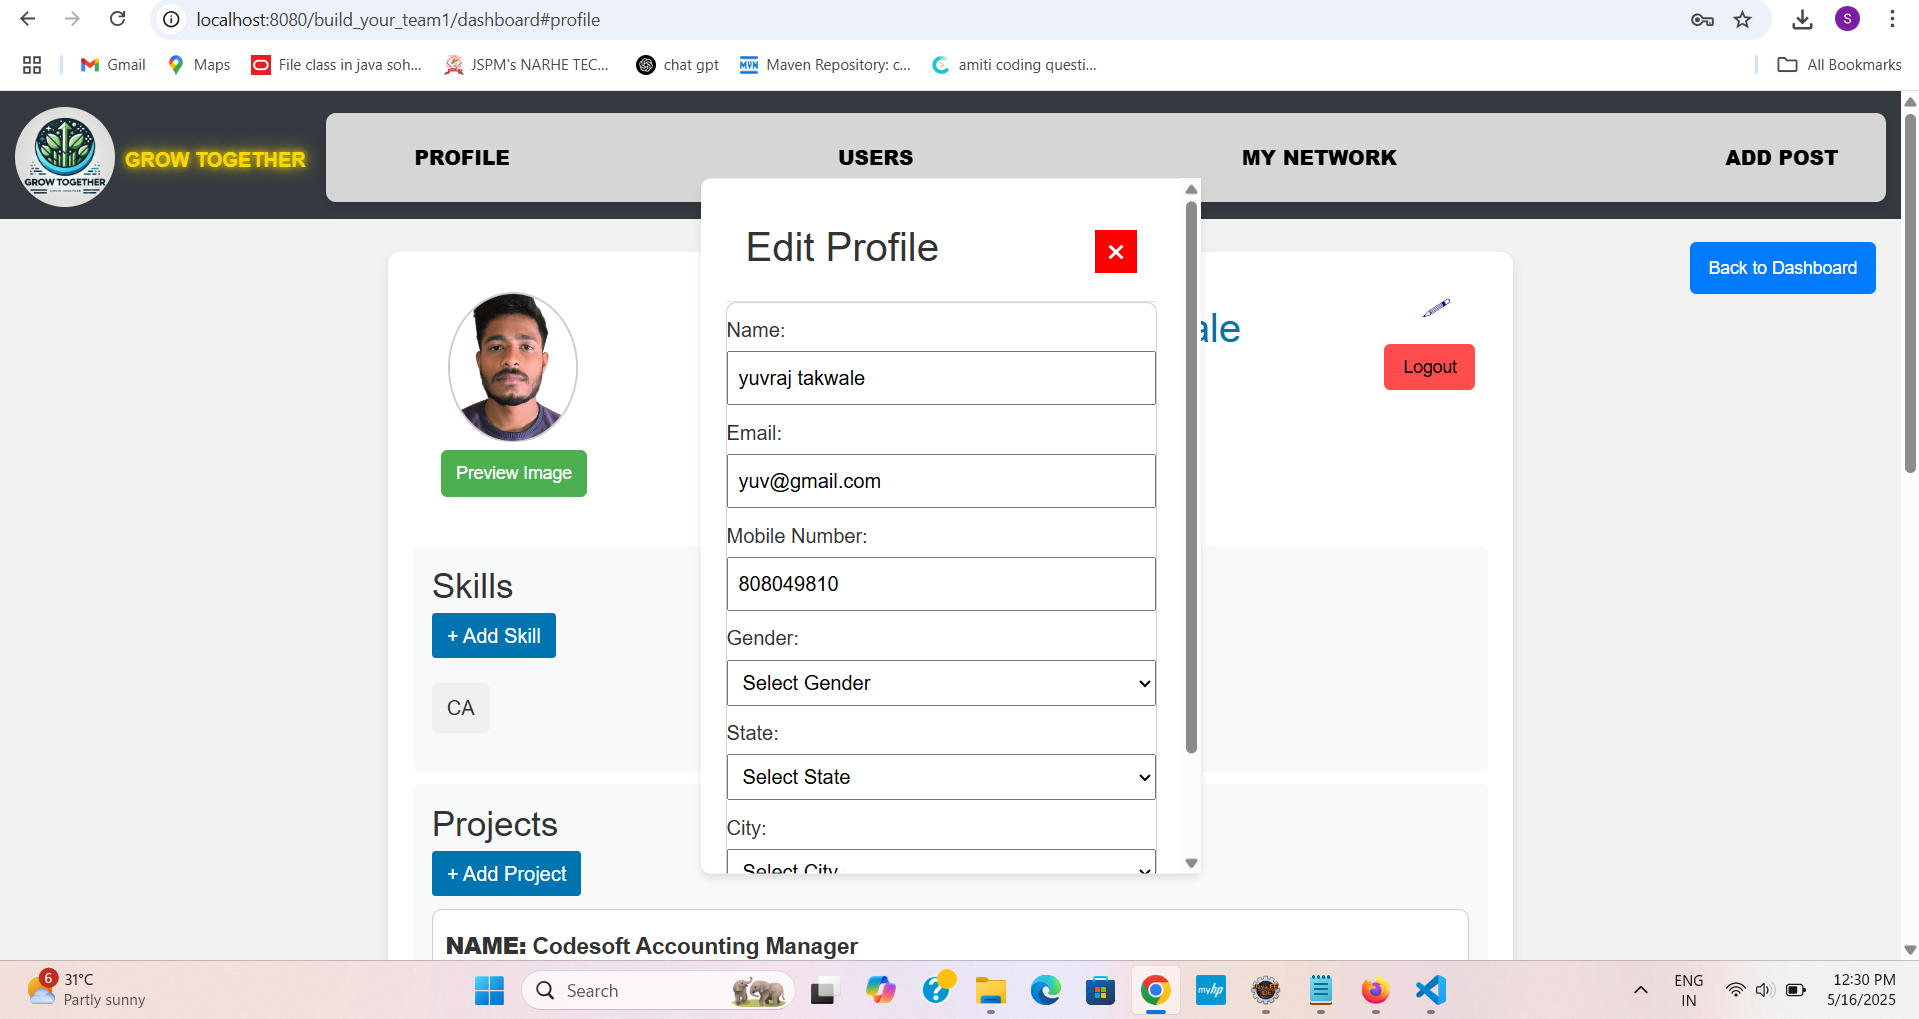 localhost:8080/build_your_team1/dashboard#profile
S
Gmail
Maps
File class in java soh...
JSPM's NARHE TEC...
chat gpt
MVN
Maven Repository: c...
amiti coding questi...
All Bookmarks
GROW TOGETHER
GROW TOGETHER
PROFILE
USERS
MY NETWORK
ADD POST
Back to Dashboard
Edit Profile
×
ale
Logout
Preview Image
Name:
yuvraj takwale
Email:
yuv@gmail.com
Mobile Number:
808049810
Gender:
Select Gender
State:
Select State
City:
Select City
Skills
+ Add Skill
CA
Projects
+ Add Project
NAME: Codesoft Accounting Manager
6
31°C
Partly sunny
Search
myhp
ENG
IN
12:30 PM
5/16/2025